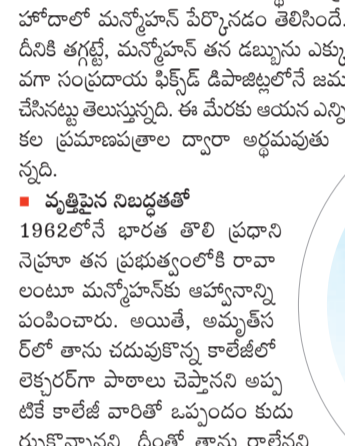 హోదాలో మన్మోహన్ పేర్కొనడం తెలిసిందే.
దీనికి తగ్గట్టే, మన్మోహన్ తన డబ్బును ఎక్కు
వగా సంప్రదాయ ఫిక్స్‌డ్ డిపాజిట్లలోనే జమ
చేసినట్టు తెలుస్తున్నది. ఈ మేరకు ఆయన ఎన్ని
కల ప్రమాణపత్రాల ద్వారా అర్థమవుతు
న్నది.
వృత్తిపైన నిబద్ధతతో
1962లోనే భారత తొలి ప్రధాని
నెహ్రూ తన ప్రభుత్వంలోకి రావా
లంటూ మన్మోహన్‌కు ఆహ్వానాన్ని
పంపించారు. అయితే, అమృత్‌స
ర్‌లో తాను చదువుకొన్న కాలేజీలో
లెక్చరర్‌గా పాఠాలు చెప్తానని అప్ప
టికే కాలేజీ వారితో ఒప్పందం కుదు
ర్చుకొన్నానని, దీంతో తాను రాలేనని